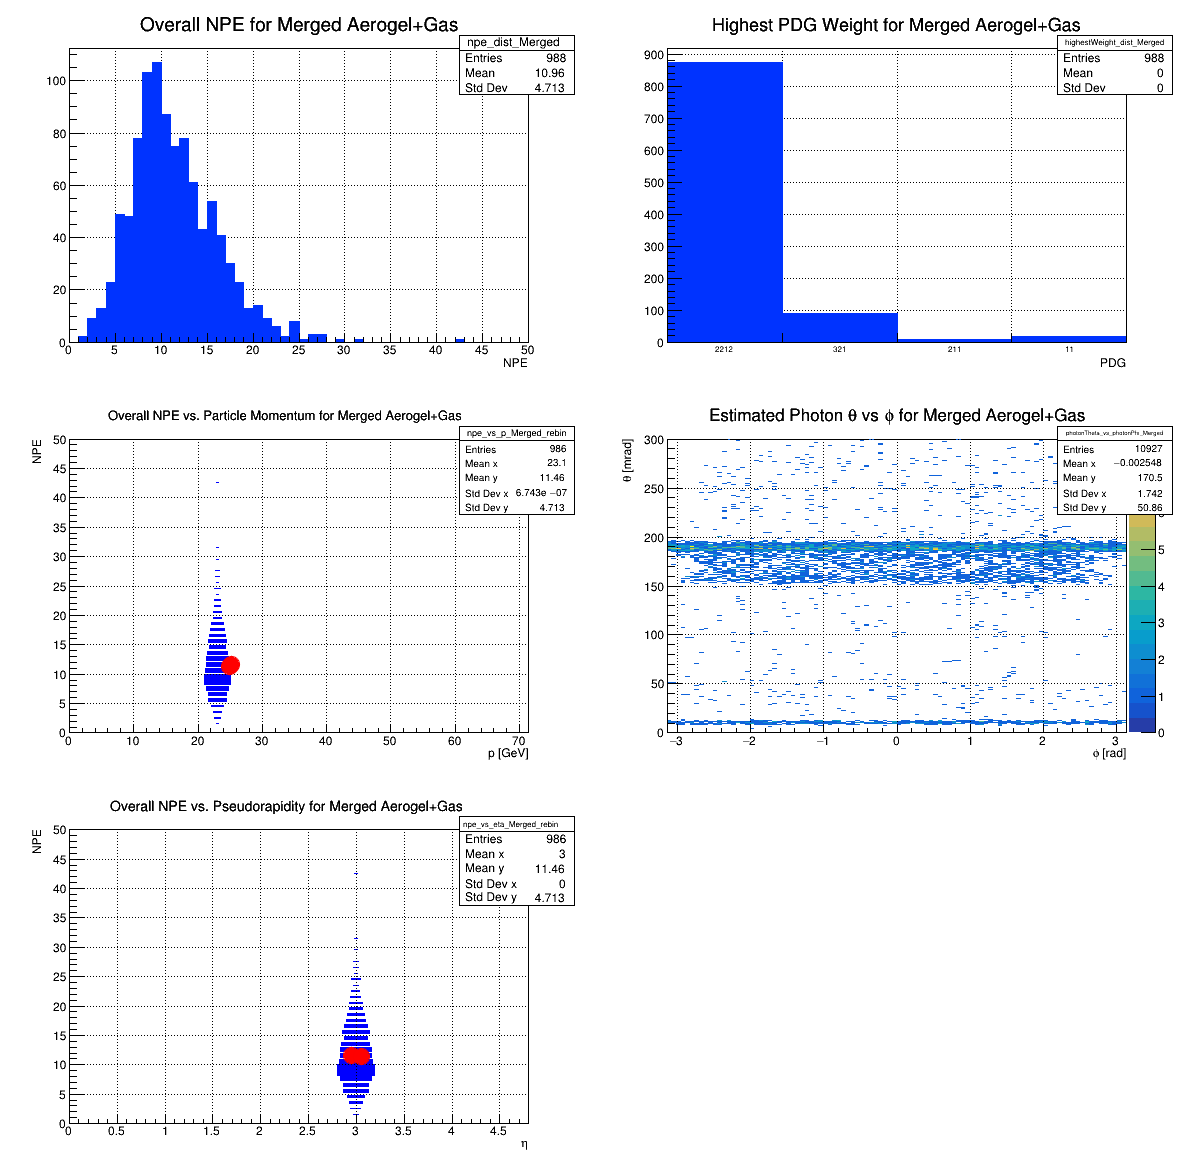 Overall NPE for Merged Aerogel+Gas
npe_dist_Merged
Entries 988
Mean 10.96
Std Dev 4.713
100
80
60
40
20
0
0 5 10 15 20 25 30 35 40 45 50
NPE
Highest PDG Weight for Merged Aerogel+Gas
highestWeight_dist_Merged
Entries 988
Mean 0
Std Dev 0
900
800
700
600
500
400
300
200
100
0
2212 321 211 11
PDG
Overall NPE vs. Particle Momentum for Merged Aerogel+Gas
npe_vs_p_Merged_rebin
Entries 986
Mean x 23.1
Mean y 11.46
Std Dev x 6.743e −07
Std Dev y 4.713
NPE
50
45
40
35
30
25
20
15
10
5
0
0 10 20 30 40 50 60 70
p [GeV]
Estimated Photon θ vs ϕ for Merged Aerogel+Gas
photonTheta_vs_photonPhi_Merged
Entries 10927
Mean x −0.002548
Mean y 170.5
Std Dev x 1.742
Std Dev y 50.86
θ [mrad]
300
250
200
150
100
50
0
−3 −2 −1 0 1 2 3
ϕ [rad]
5
4
3
2
1
0
Overall NPE vs. Pseudorapidity for Merged Aerogel+Gas
npe_vs_eta_Merged_rebin
Entries 986
Mean x 3
Mean y 11.46
Std Dev x 0
Std Dev y 4.713
NPE
50
45
40
35
30
25
20
15
10
5
0
0 0.5 1 1.5 2 2.5 3 3.5 4 4.5
η